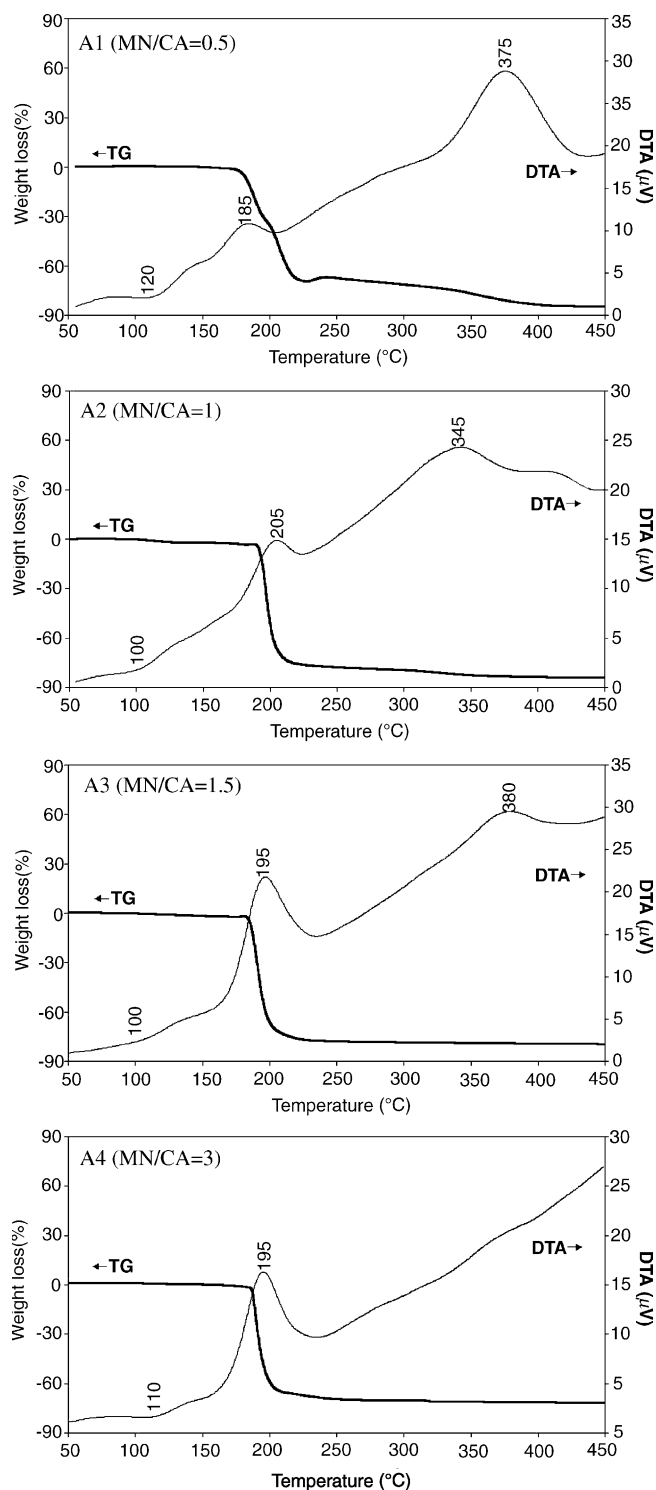 A1 (MN/CA=0.5)
90
60
30
0
-30
-60
-90
Weight loss(%)
←TG
120
185
375
DTA→
35
30
35
20
15
10
5
0
DTA (μV)
50 100 150 200 250 300 350 400 450
Temperature (°C)
A2 (MN/CA=1)
90
60
30
0
-30
-60
-90
Weight loss(%)
←TG
100
205
345
DTA→
30
25
20
15
10
5
0
DTA (μV)
50 100 150 200 250 300 350 400 450
Temperature (°C)
A3 (MN/CA=1.5)
90
60
30
0
-30
-60
-90
Weight loss(%)
←TG
100
195
380
DTA→
35
30
25
20
15
10
5
0
DTA (μV)
50 100 150 200 250 300 350 400 450
Temperature (°C)
A4 (MN/CA=3)
90
60
30
0
-30
-60
-90
Weight loss(%)
←TG
110
195
DTA→
30
25
20
15
10
5
5
DTA (μV)
50 100 150 200 250 300 350 400 450
Temperature (°C)